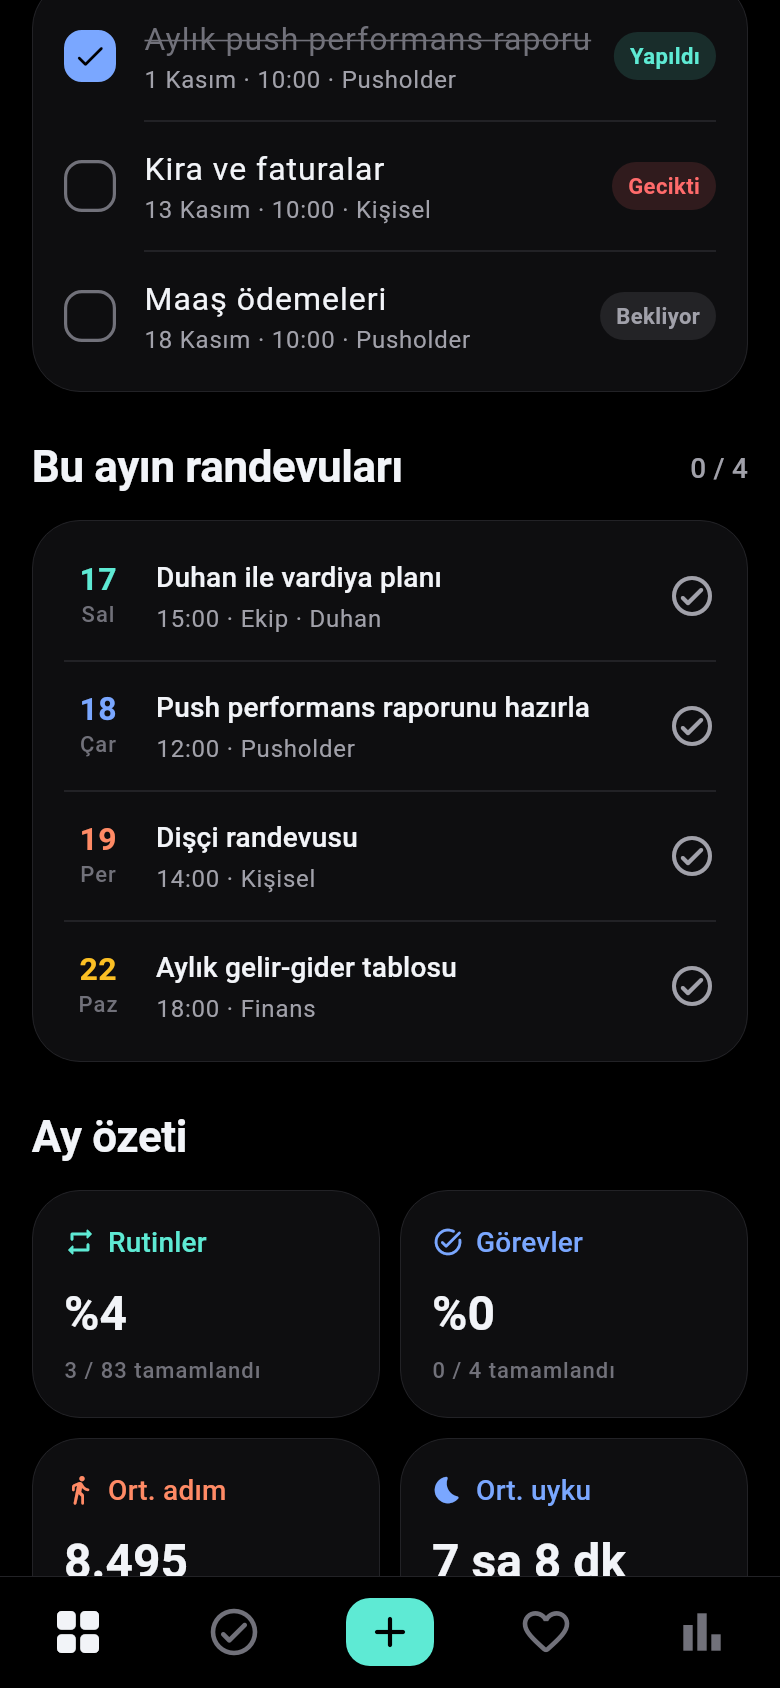 Aylık push performans raporu
1 Kasım · 10:00 · Pusholder
Yapıldı
Kira ve faturalar
13 Kasım · 10:00 · Kişisel
Gecikti
Maaş ödemeleri
18 Kasım · 10:00 · Pusholder
Bekliyor
Bu ayın randevuları
0 / 4
17
Sal
Duhan ile vardiya planı
15:00 · Ekip · Duhan
18
Çar
Push performans raporunu hazırla
12:00 · Pusholder
19
Per
Dişçi randevusu
14:00 · Kişisel
22
Paz
Aylık gelir-gider tablosu
18:00 · Finans
Ay özeti
Rutinler
%4
3 / 83 tamamlandı
Görevler
%0
0 / 4 tamamlandı
Ort. adım
8.495
Ort. uyku
7 sa 8 dk